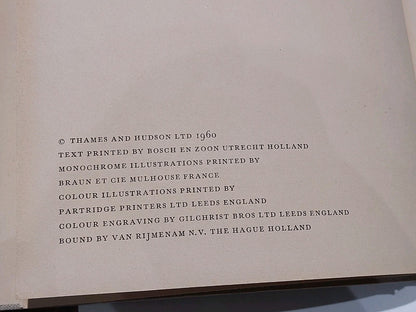 © THAMES AND HUDSON LTD 1960
TEXT PRINTED BY BOSCH EN ZOON UTRECHT HOLLAND
MONOCHROME ILLUSTRATIONS PRINTED BY
BRAUN ET CIE MULHOUSE FRANCE
COLOUR ILLUSTRATIONS PRINTED BY
PARTRIDGE PRINTERS LTD LEEDS ENGLAND
COLOUR ENGRAVING BY GILCHRIST BROS LTD LEEDS ENGLAND
BOUND BY VAN RIJMENAM N.V. THE HAGUE HOLLAND